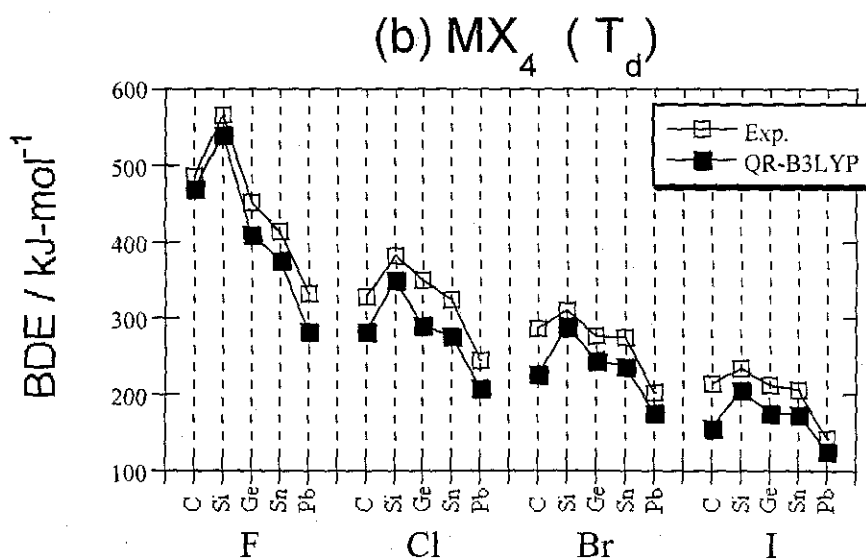 (b) MX₄ ( T_d )
BDE / kJ-mol⁻¹
600
500
400
300
200
100
Exp.
QR-B3LYP
C Si Ge Sn Pb C Si Ge Sn Pb C Si Ge Sn Pb C Si Ge Sn Pb
F Cl Br I